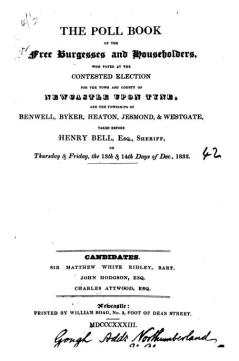 THE POLL BOOK
OF THE
Free Burgesses and Householders,
WHO VOTED AT THE
CONTESTED ELECTION
FOR THE TOWN AND COUNTY OF
NEWCASTLE UPON TYNE,
AND THE TOWNSHIPS OF
BENWELL, BYKER, HEATON, JESMOND, & WESTGATE,
TAKEN BEFORE
HENRY BELL, ESQ., SHERIFF,
ON
Thursday & Friday, the 13th & 14th Days of Dec., 1832.
42
CANDIDATES.
SIR MATTHEW WHITE RIDLEY, BART.
JOHN HODGSON, ESQ.
CHARLES ATTWOOD, ESQ.
Newcastle:
PRINTED BY WILLIAM BOAG, No. 2, FOOT OF DEAN STREET.
MDCCCXXXIII.
Gough Adds Northumberland